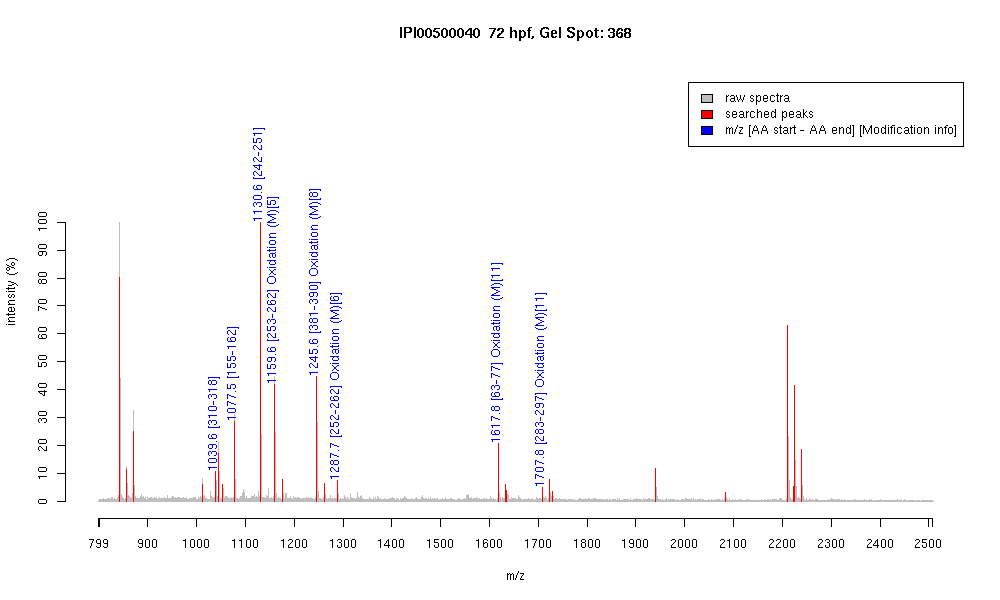 IPI00500040  72 hpf, Gel Spot: 368
raw spectra
searched peaks
m/z [AA start - AA end] [Modification info]
1039.6 [310-318]
1077.5 [155-162]
1130.6 [242-251]
1159.6 [253-262] Oxidation (M)[5]
1245.6 [381-390] Oxidation (M)[8]
1287.7 [252-262] Oxidation (M)[6]
1617.8 [63-77] Oxidation (M)[11]
1707.8 [283-297] Oxidation (M)[11]
intensity (%)
100
90
80
70
60
50
40
30
20
10
0
799 900 1000 1100 1200 1300 1400 1500 1600 1700 1800 1900 2000 2100 2200 2300 2400 2500
m/z